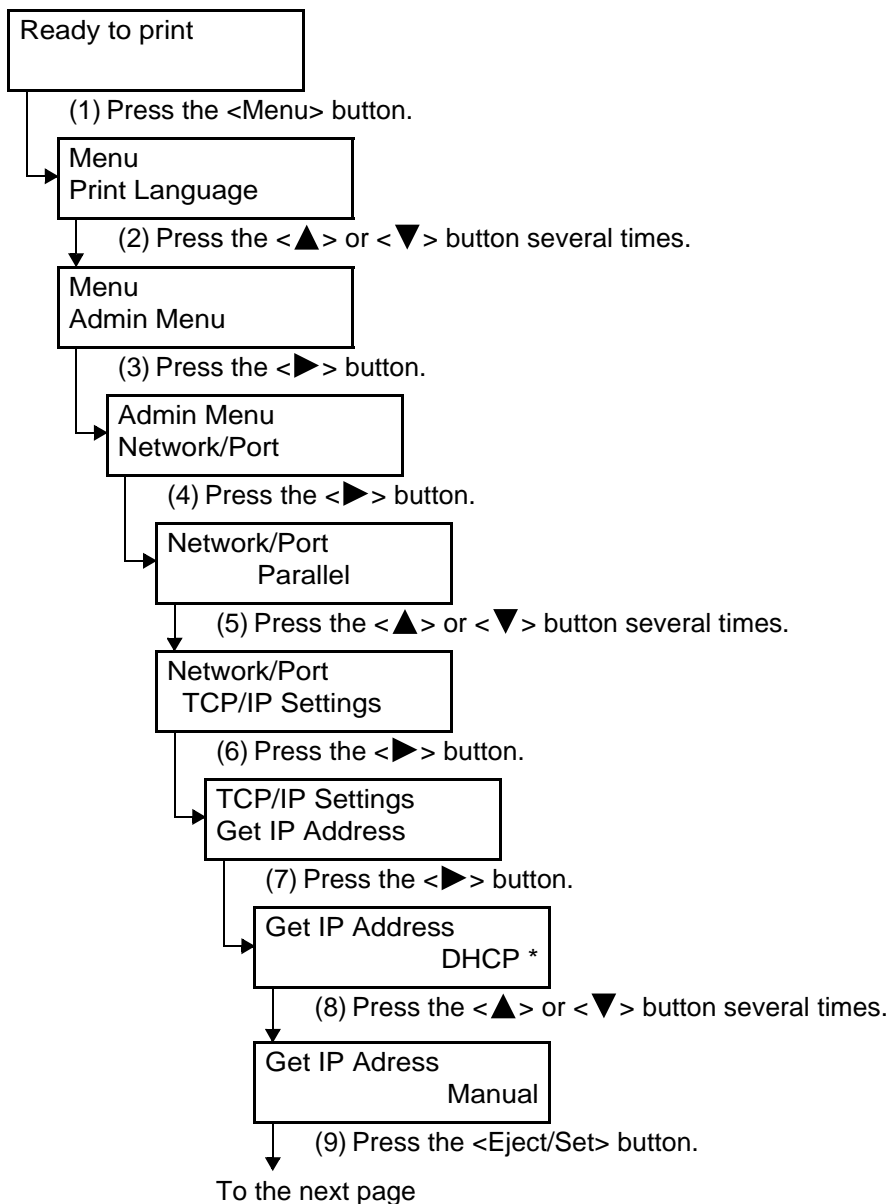 Ready to print
(1) Press the <Menu> button.
Menu
Print Language
(2) Press the <▲> or <▼> button several times.
Menu
Admin Menu
(3) Press the <▶> button.
Admin Menu
Network/Port
(4) Press the <▶> button.
Network/Port
Parallel
(5) Press the <▲> or <▼> button several times.
Network/Port
TCP/IP Settings
(6) Press the <▶> button.
TCP/IP Settings
Get IP Address
(7) Press the <▶> button.
Get IP Address
DHCP *
(8) Press the <▲> or <▼> button several times.
Get IP Adress
Manual
(9) Press the <Eject/Set> button.
To the next page